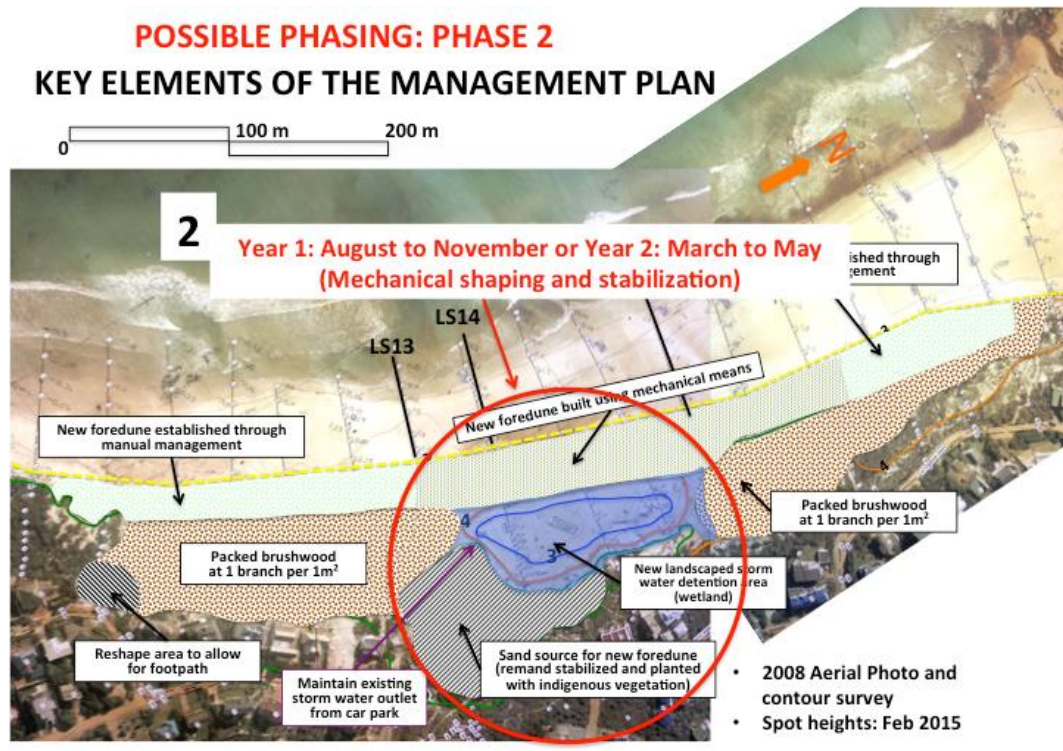 POSSIBLE PHASING: PHASE 2
KEY ELEMENTS OF THE MANAGEMENT PLAN
0
100 m
200 m
N
2
Year 1: August to November or Year 2: March to May
(Mechanical shaping and stabilization)
LS14
LS13
New foredune built using mechanical means
New foredune established through
manual management
Packed brushwood
at 1 branch per 1m²
4
3
4
Packed brushwood
at 1 branch per 1m²
New landscaped storm
water detention area
(wetland)
Reshape area to allow
for footpath
Maintain existing
storm water outlet
from car park
Sand source for new foredune
(remand stabilized and planted
with indigenous vegetation)
• 2008 Aerial Photo and
contour survey
• Spot heights: Feb 2015